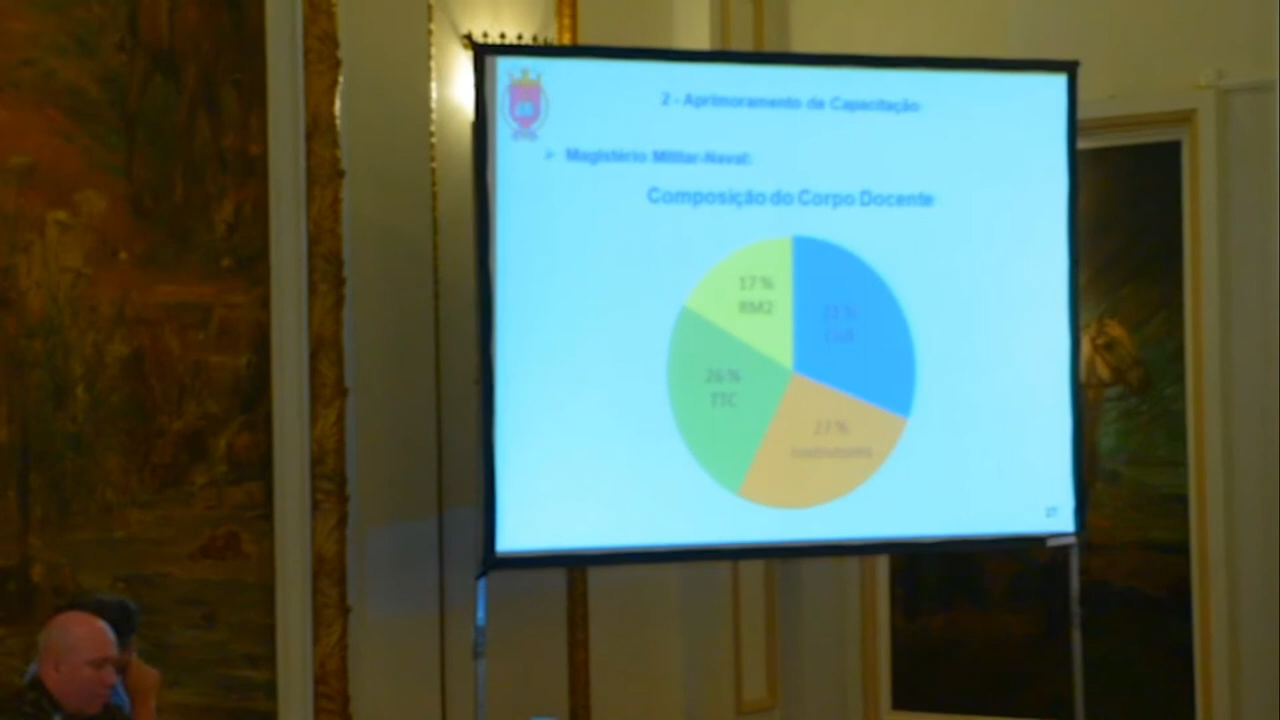 2 - Aprimoramento da Capacitação
➢ Magistério Militar-Naval:
Composição do Corpo Docente
17%
RM2
26%
TTC
27